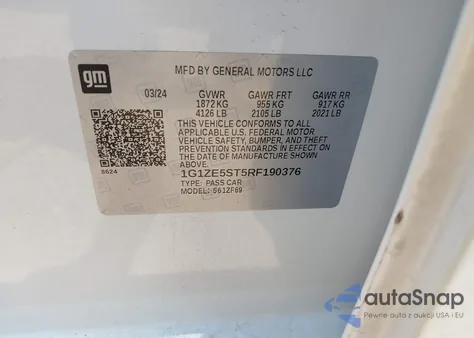 gm
MFD BY GENERAL MOTORS LLC
03/24 GVWR GAWR FRT GAWR RR
1872 KG 955 KG 917 KG
4126 LB 2105 LB 2021 LB
THIS VEHICLE CONFORMS TO ALL
APPLICABLE U.S. FEDERAL MOTOR
VEHICLE SAFETY, BUMPER, AND THEFT
PREVENTION STANDARDS IN EFFECT ON
THE DATE OF MANUFACTURE SHOWN
ABOVE.
8624
1G1ZE5ST5RF190376
TYPE: PASS CAR
MODEL: S61ZF69
autoSnap
Pewne auta z aukcji USA i EU